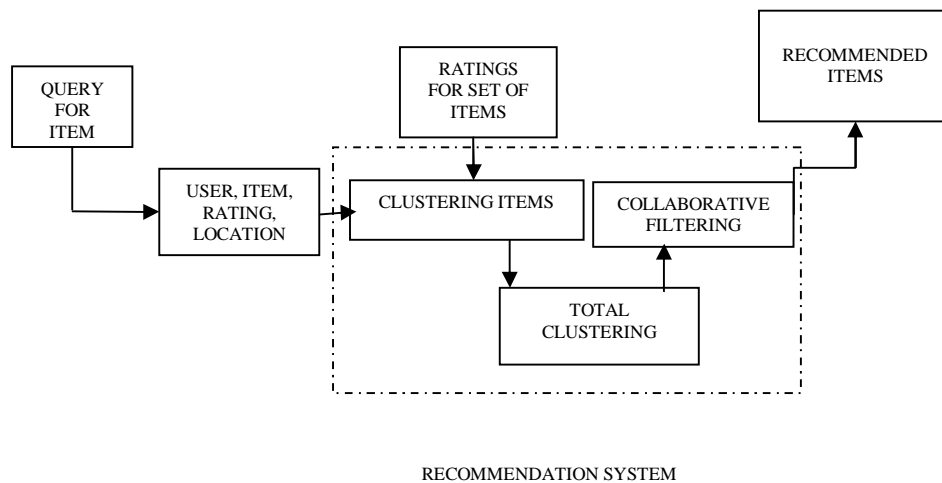 QUERY
FOR
ITEM
USER, ITEM,
RATING,
LOCATION
RATINGS
FOR SET OF
ITEMS
CLUSTERING ITEMS
TOTAL
CLUSTERING
COLLABORATIVE
FILTERING
RECOMMENDED
ITEMS
RECOMMENDATION SYSTEM